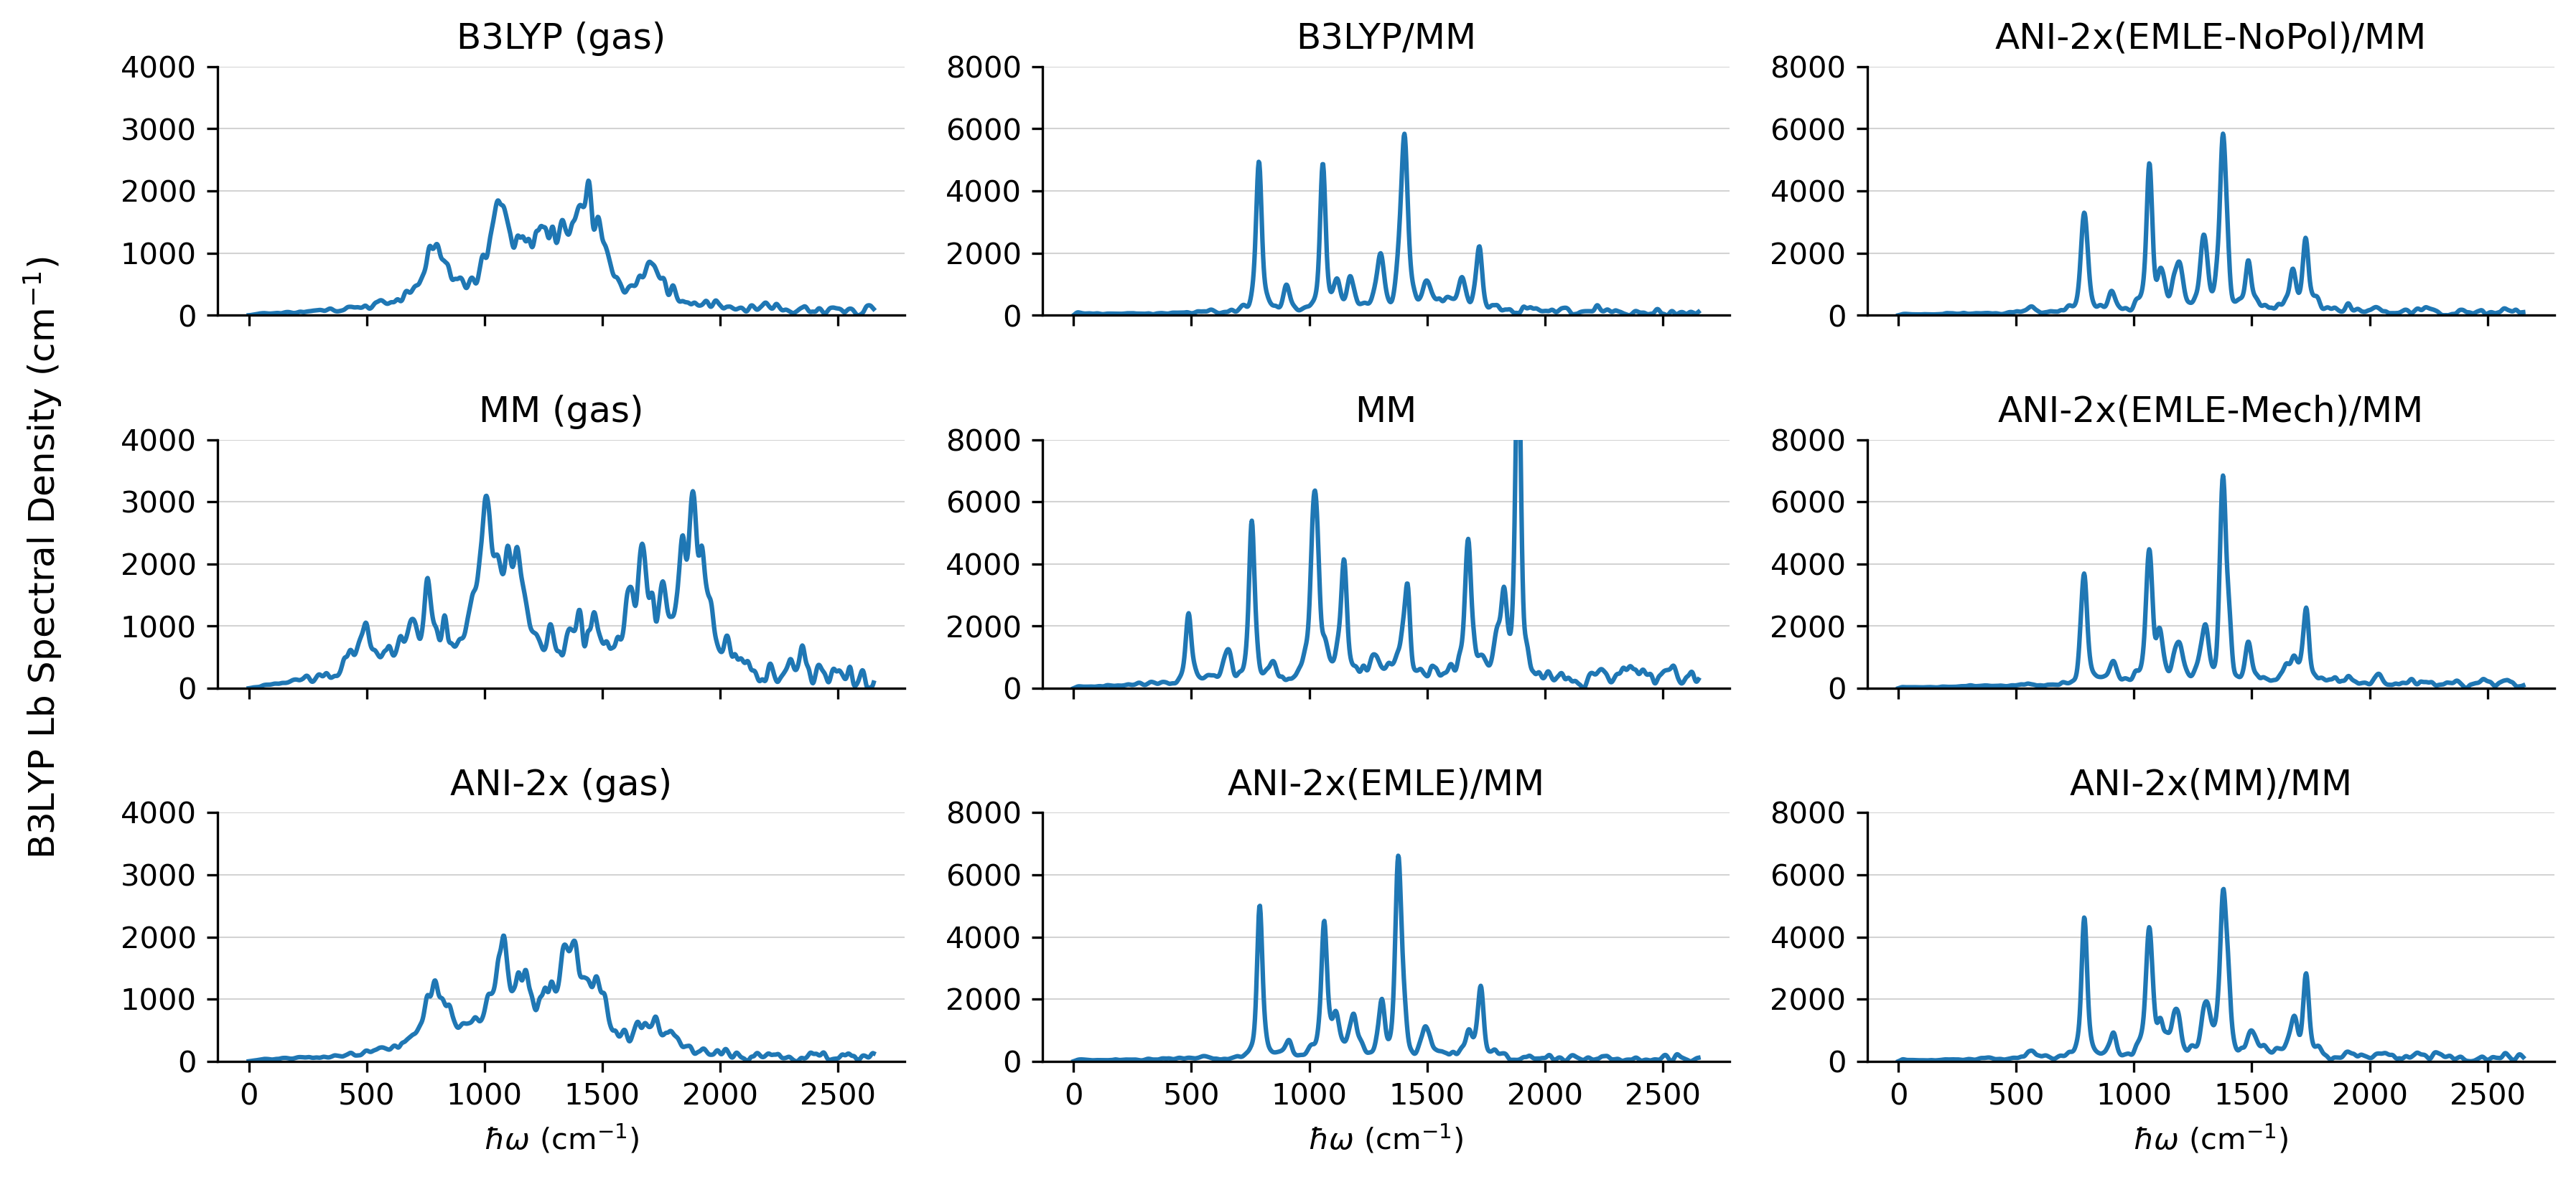 B3LYP Lb Spectral Density (cm⁻¹)
B3LYP (gas)
4000
3000
2000
1000
0
B3LYP/MM
8000
6000
4000
2000
0
ANI-2x(EMLE-NoPol)/MM
8000
6000
4000
2000
0
MM (gas)
4000
3000
2000
1000
0
MM
8000
6000
4000
2000
0
ANI-2x(EMLE-Mech)/MM
8000
6000
4000
2000
0
ANI-2x (gas)
4000
3000
2000
1000
0
0 500 1000 1500 2000 2500
ħω (cm⁻¹)
ANI-2x(EMLE)/MM
8000
6000
4000
2000
0
0 500 1000 1500 2000 2500
ħω (cm⁻¹)
ANI-2x(MM)/MM
8000
6000
4000
2000
0
0 500 1000 1500 2000 2500
ħω (cm⁻¹)